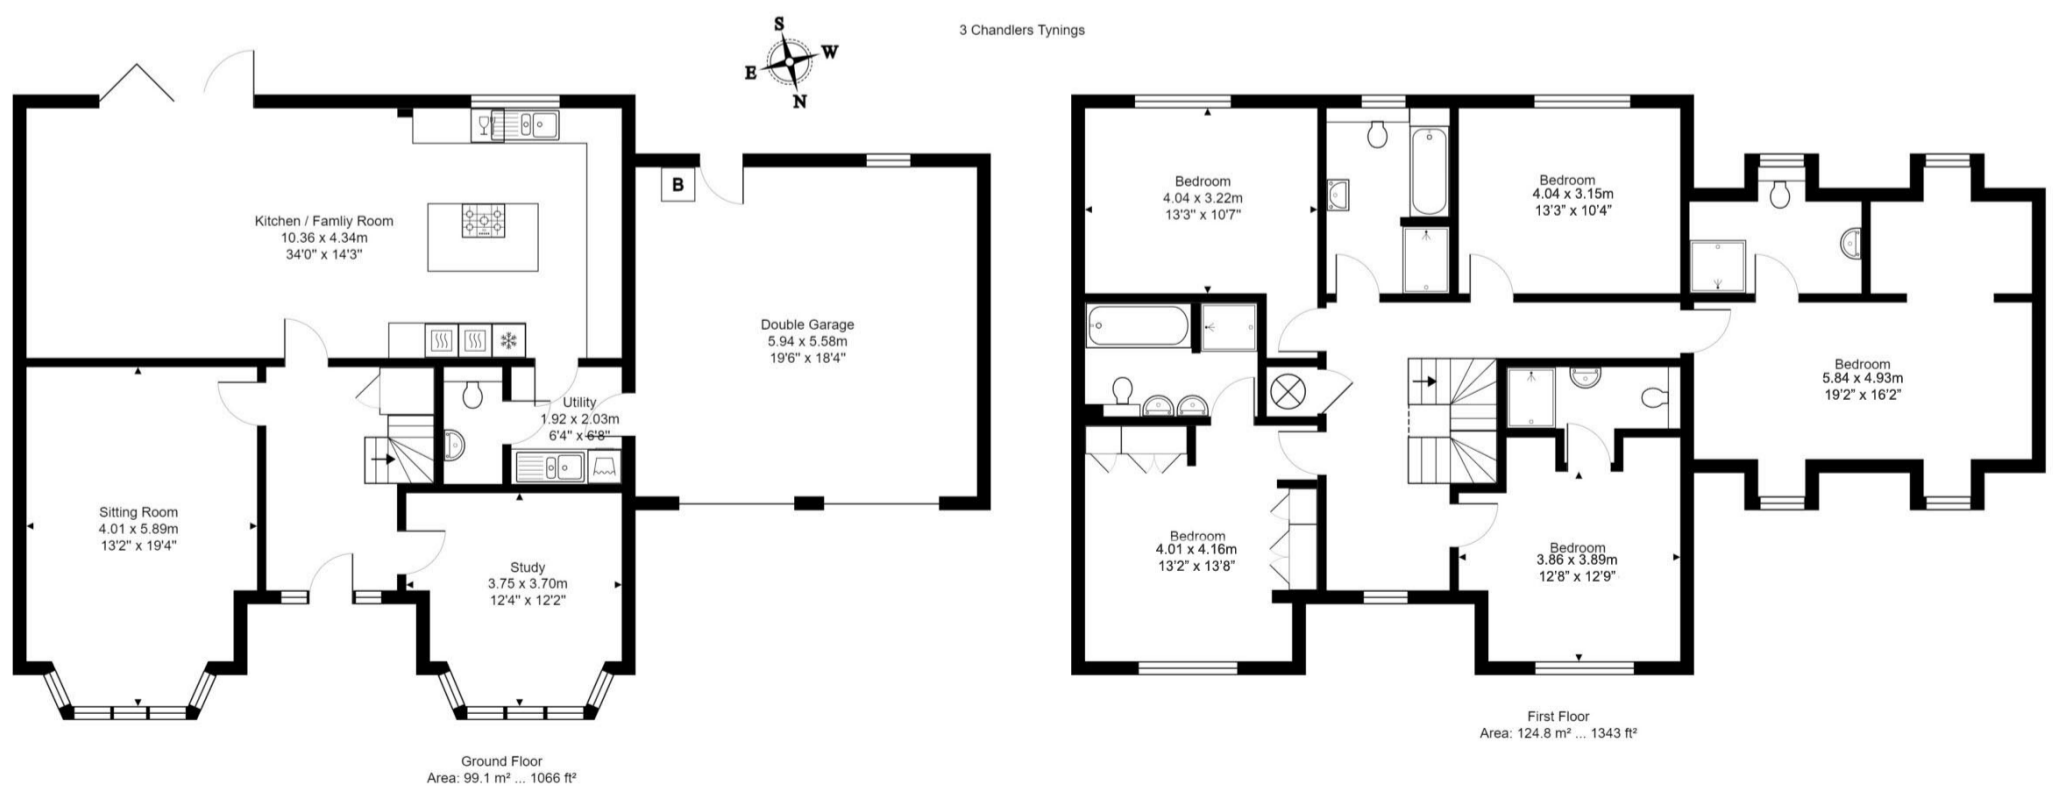 3 Chandlers Tynings
S
W
E
N
Kitchen / Famliy Room
10.36 x 4.34m
34'0" x 14'3"
B
Double Garage
5.94 x 5.58m
19'6" x 18'4"
Utility
1.92 x 2.03m
6'4" x 6'8"
Sitting Room
4.01 x 5.89m
13'2" x 19'4"
Study
3.75 x 3.70m
12'4" x 12'2"
Ground Floor
Area: 99.1 m² ... 1066 ft²
Bedroom
4.04 x 3.22m
13'3" x 10'7"
Bedroom
4.04 x 3.15m
13'3" x 10'4"
Bedroom
5.84 x 4.93m
19'2" x 16'2"
Bedroom
4.01 x 4.16m
13'2" x 13'8"
Bedroom
3.86 x 3.89m
12'8" x 12'9"
First Floor
Area: 124.8 m² ... 1343 ft²